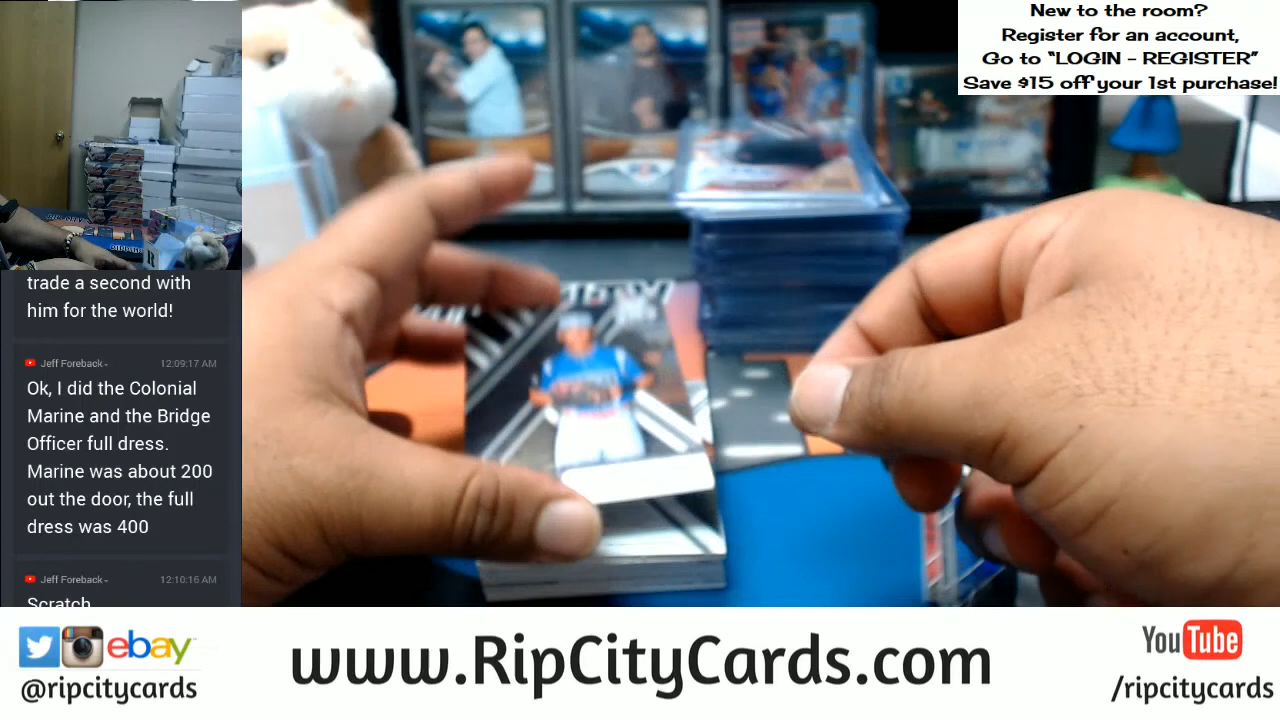 New to the room?
Register for an account,
Go to "LOGIN - REGISTER"
Save $15 off your 1st purchase!
trade a second with
him for the world!
Jeff Foreback
12:09:17 AM
Ok, I did the Colonial
Marine and the Bridge
Officer full dress.
Marine was about 200
out the door, the full
dress was 400
Jeff Foreback
12:10:16 AM
Scratch
ebay
@ripcitycards
www.RipCityCards.com
YouTube
/ripcitycards